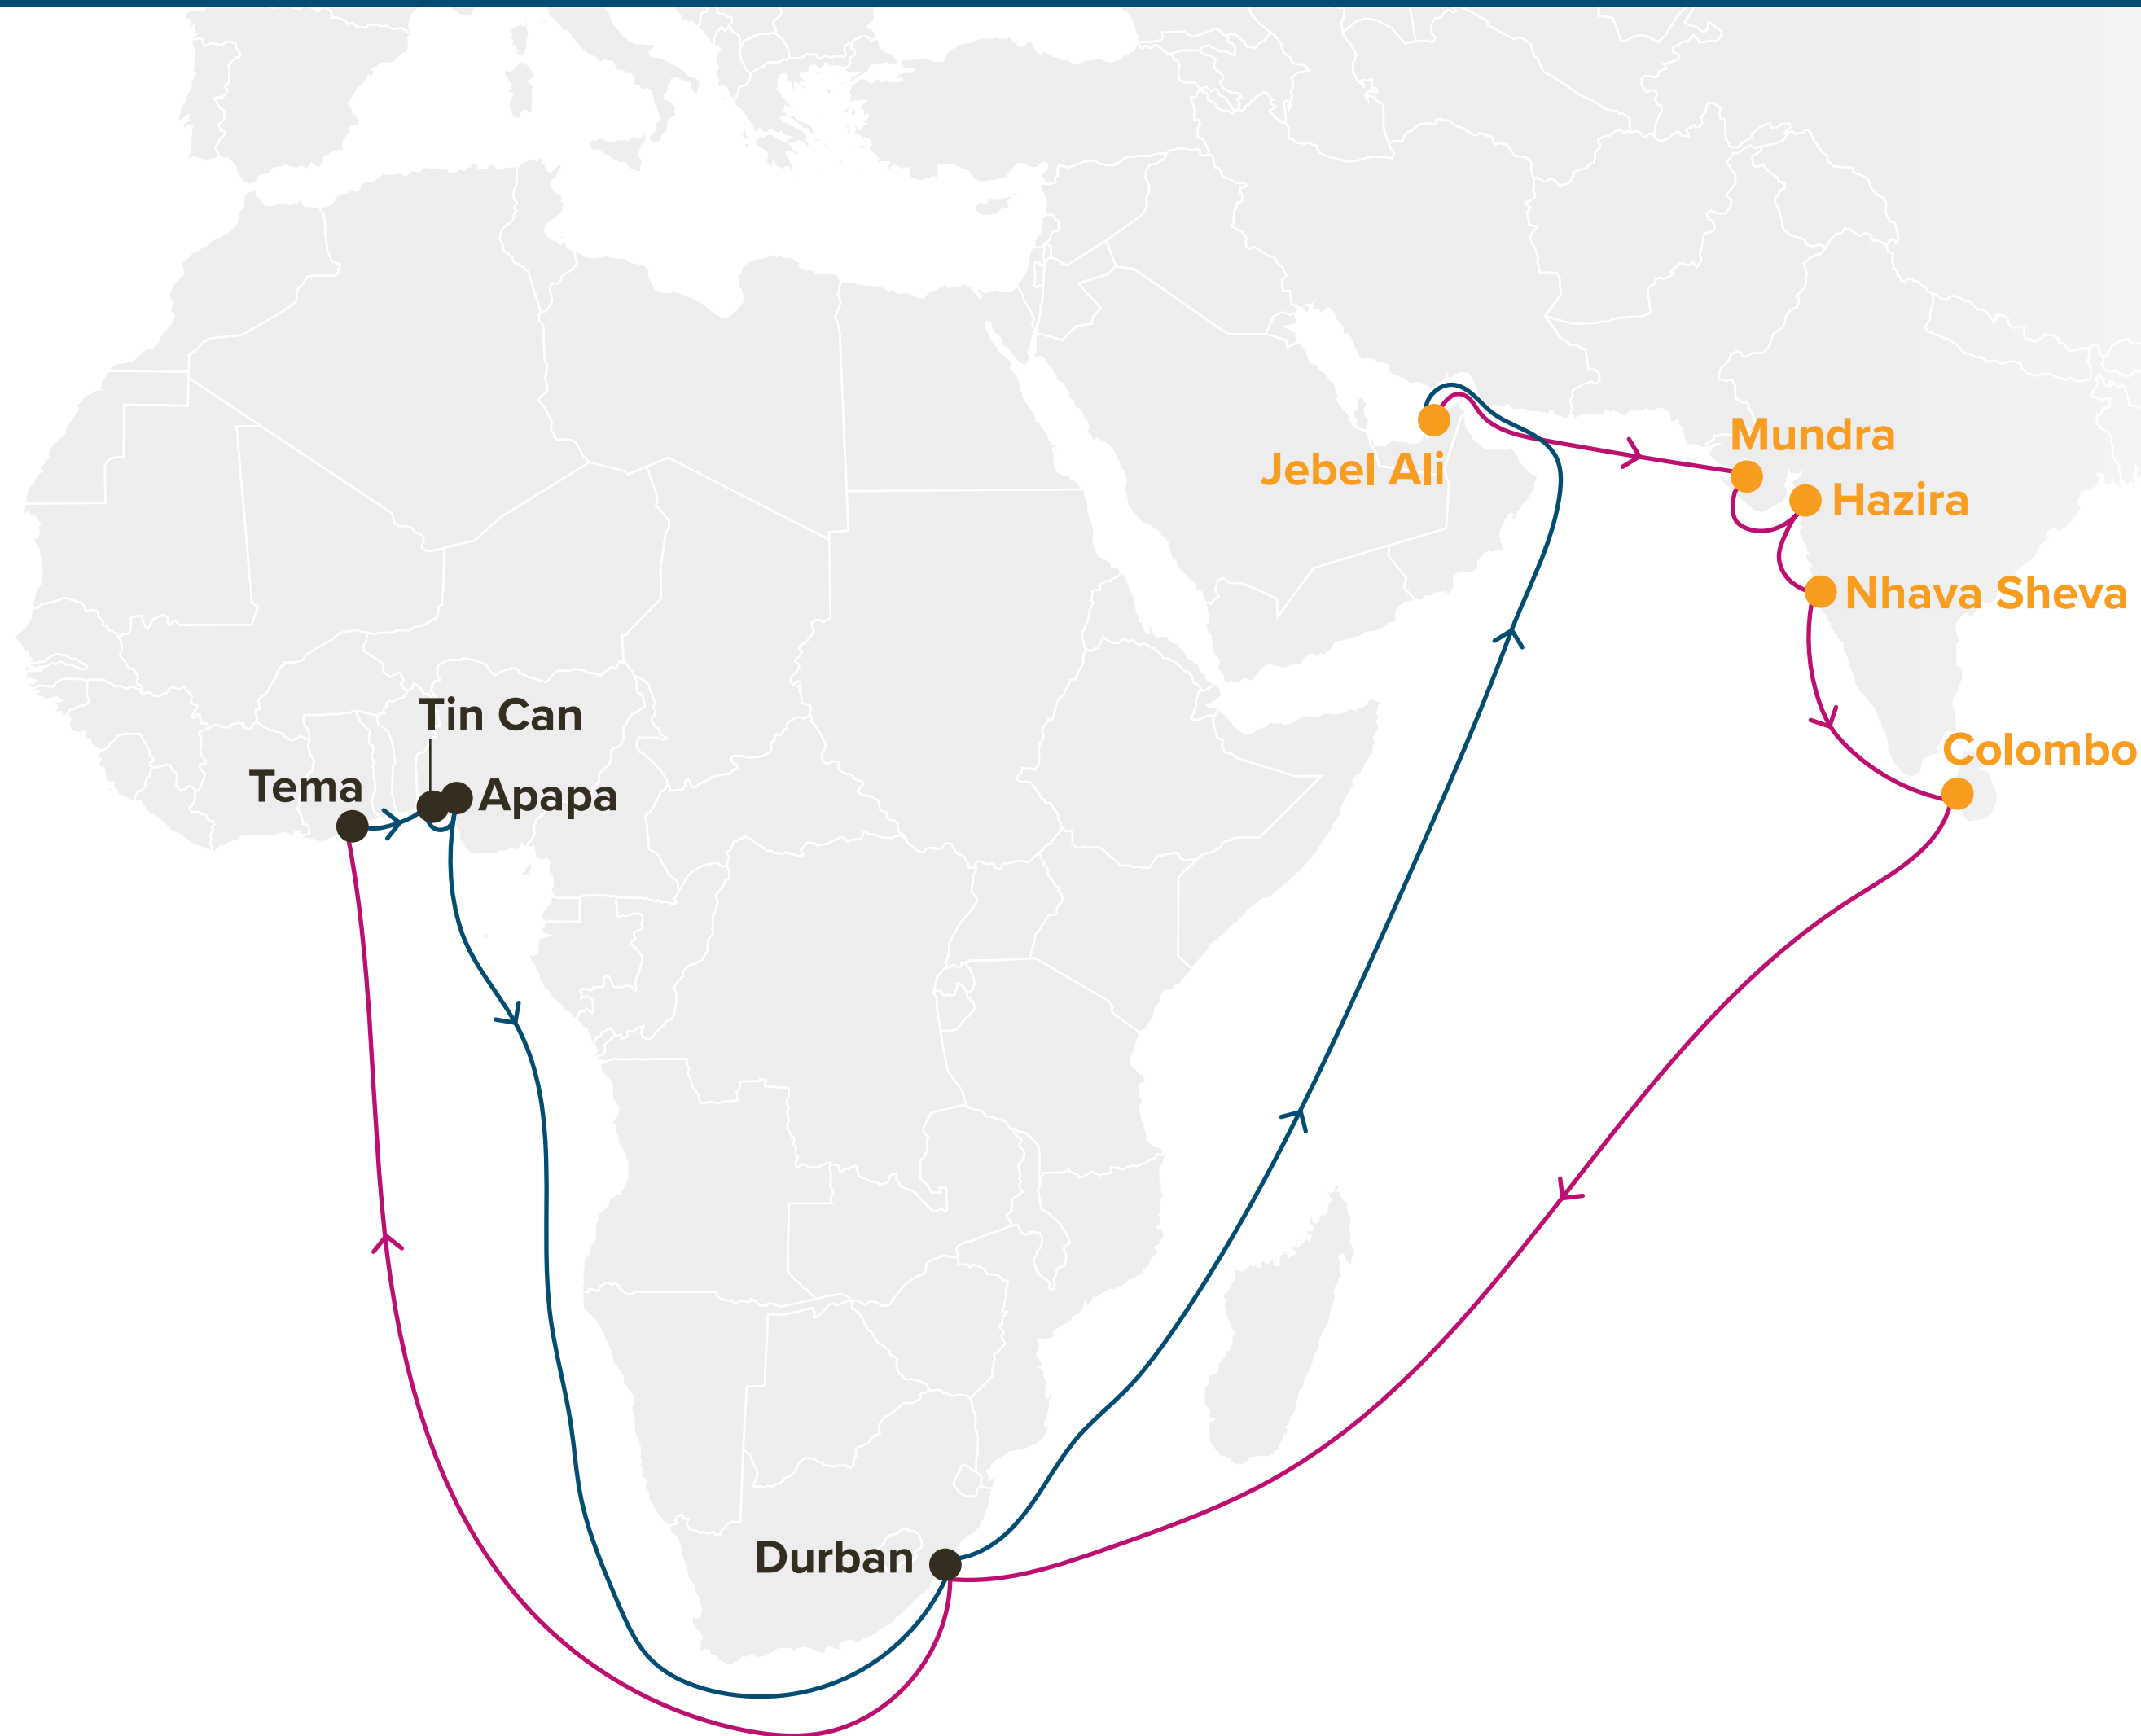 Mundra
Jebel Ali
Hazira
Nhava Sheva
Tin Can
Colombo
Tema
Apapa
Durban